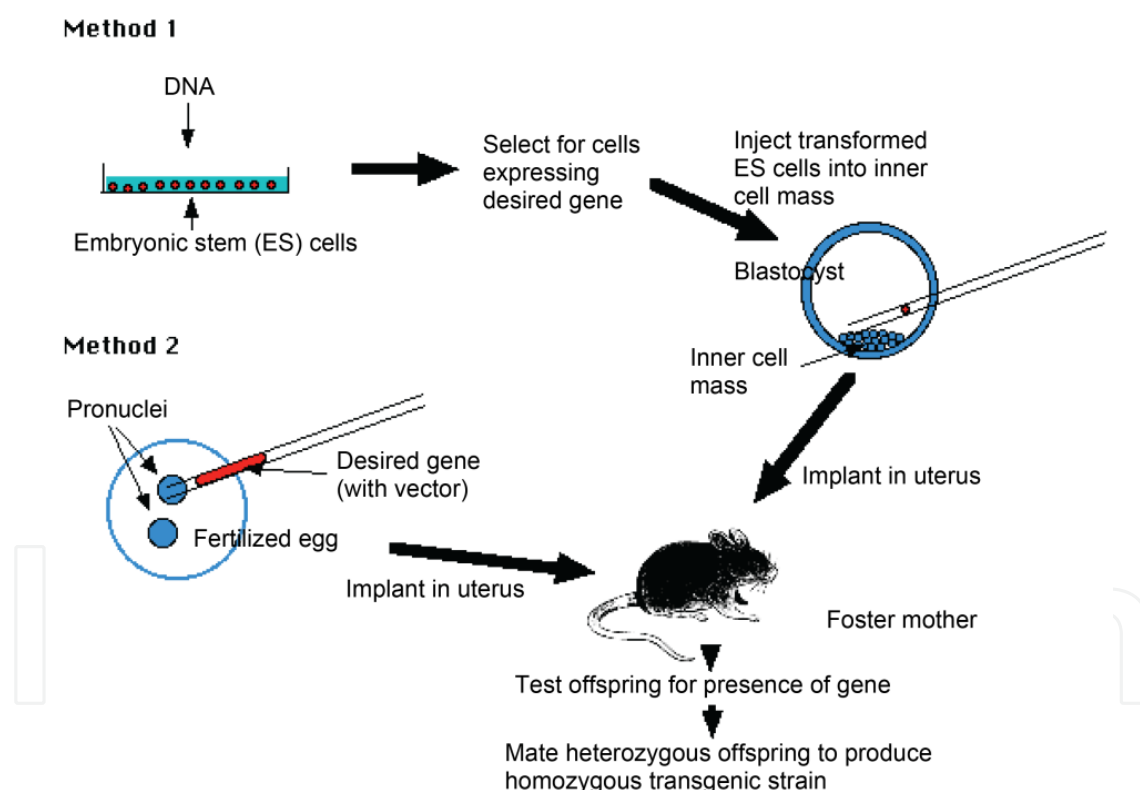 Method 1
DNA
Embryonic stem (ES) cells
Select for cells
expressing
desired gene
Inject transformed
ES cells into inner
cell mass
Blastocyst
Inner cell
mass
Implant in uterus
Method 2
Pronuclei
Desired gene
(with vector)
Fertilized egg
Implant in uterus
Foster mother
Test offspring for presence of gene
Mate heterozygous offspring to produce
homozygous transgenic strain